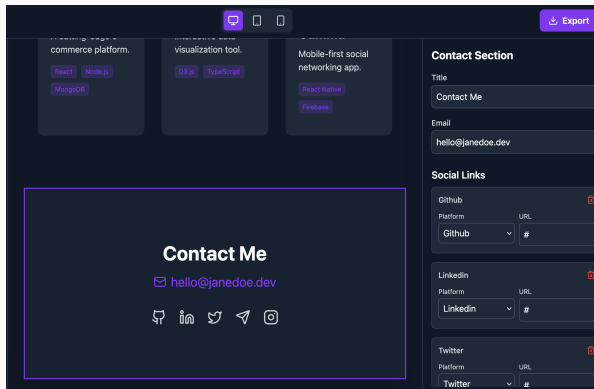 Export
commerce platform.
React Node.js
MongoDB
visualization tool.
D3.js TypeScript
Mobile-first social
networking app.
React Native
Firebase
Contact Me
hello@janedoe.dev
Contact Section
Title
Contact Me
Email
hello@janedoe.dev
Social Links
Github
Platform URL
Github #
Linkedin
Platform URL
Linkedin #
Twitter
Platform URL
Twitter #